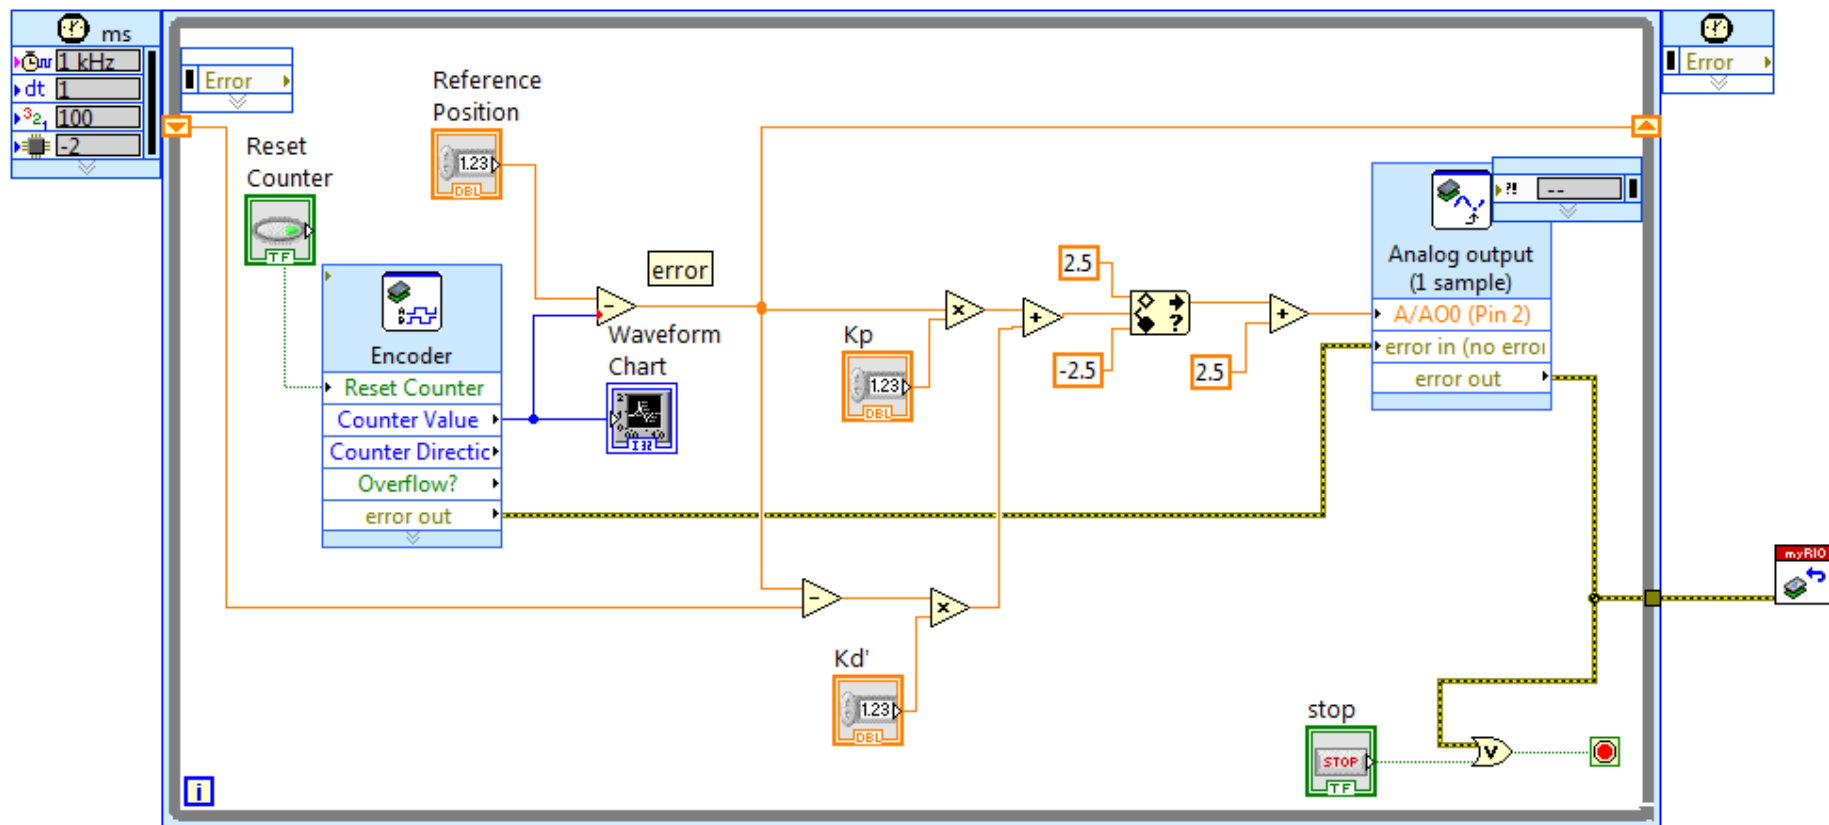 ms
1 kHz
dt 1
100
-2
Error
Error
Reference
Position
1.23
DBL
Reset
Counter
TF
error
Encoder
Reset Counter
Counter Value
Counter Directic
Overflow?
error out
Waveform
Chart
I32
Kp
1.23
DBL
2.5
-2.5
2.5
?
--
?!
Analog output
(1 sample)
A/AO0 (Pin 2)
error in (no erroi
error out
myRIO
Kd'
1.23
DBL
stop
STOP
TF
V
i